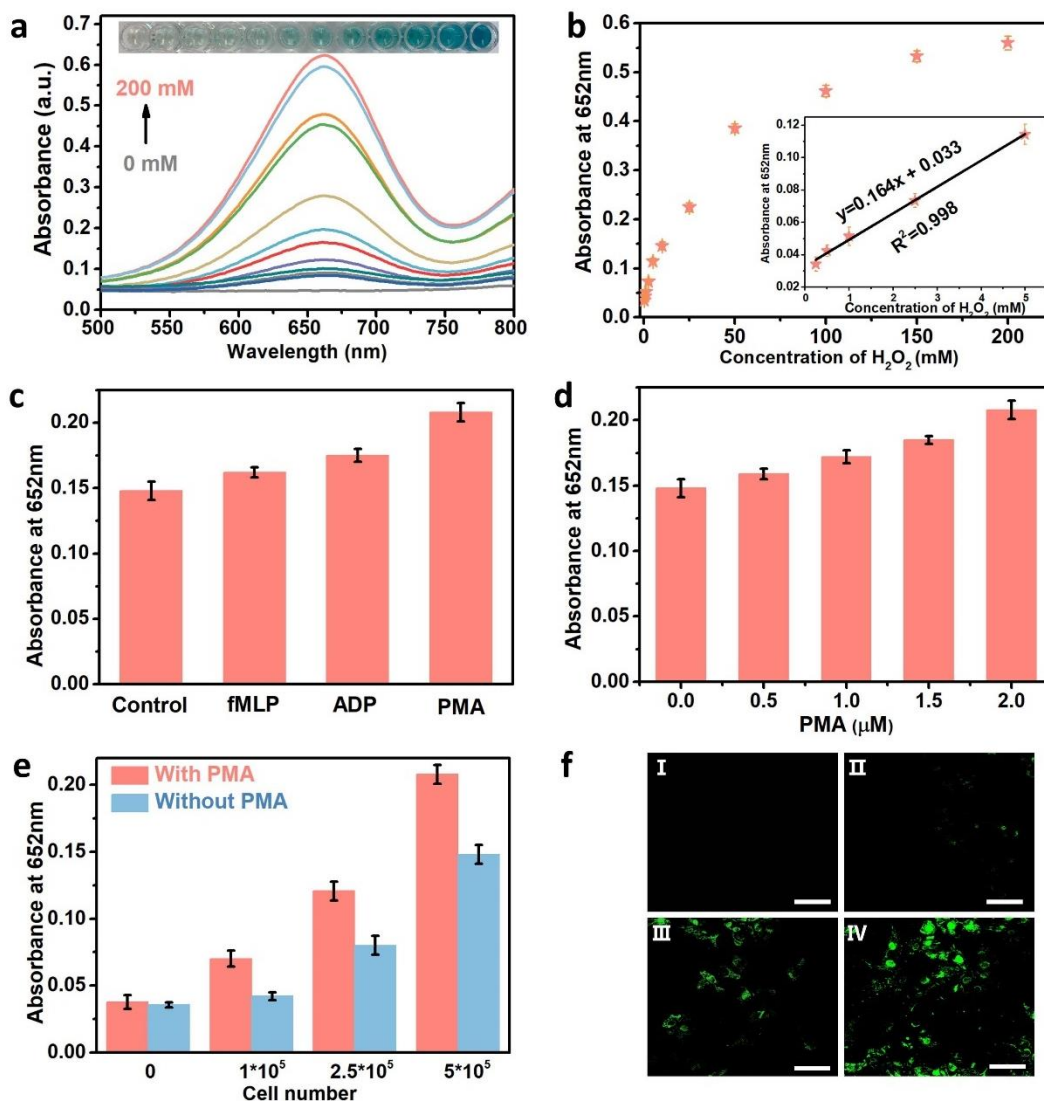 a
0.7
0.6
0.5
0.4
0.3
0.2
0.1
0.0
Absorbance (a.u.)
200 mM
0 mM
500
550
600
650
700
750
800
Wavelength (nm)
b
0.6
0.5
0.4
0.3
0.2
0.1
0.0
Absorbance at 652nm
0
50
100
150
200
Concentration of H₂O₂ (mM)
0.12
0.10
0.08
0.06
0.04
0.02
Absorbance at 652nm
y=0.164x + 0.033
R²=0.998
0
1
2
3
4
5
Concentration of H₂O₂ (mM)
c
0.20
0.15
0.10
0.05
0.00
Absorbance at 652nm
Control
fMLP
ADP
PMA
d
0.20
0.15
0.10
0.05
0.00
Absorbance at 652nm
0.0
0.5
1.0
1.5
2.0
PMA (μM)
e
0.20
0.15
0.10
0.05
0.00
Absorbance at 652nm
With PMA
Without PMA
0
1*10⁵
2.5*10⁵
5*10⁵
Cell number
f
I
II
III
IV